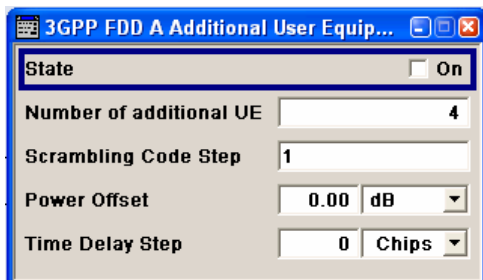 3GPP FDD A Additional User Equip...
State On
Number of additional UE 4
Scrambling Code Step 1
Power Offset 0.00 dB
Time Delay Step 0 Chips